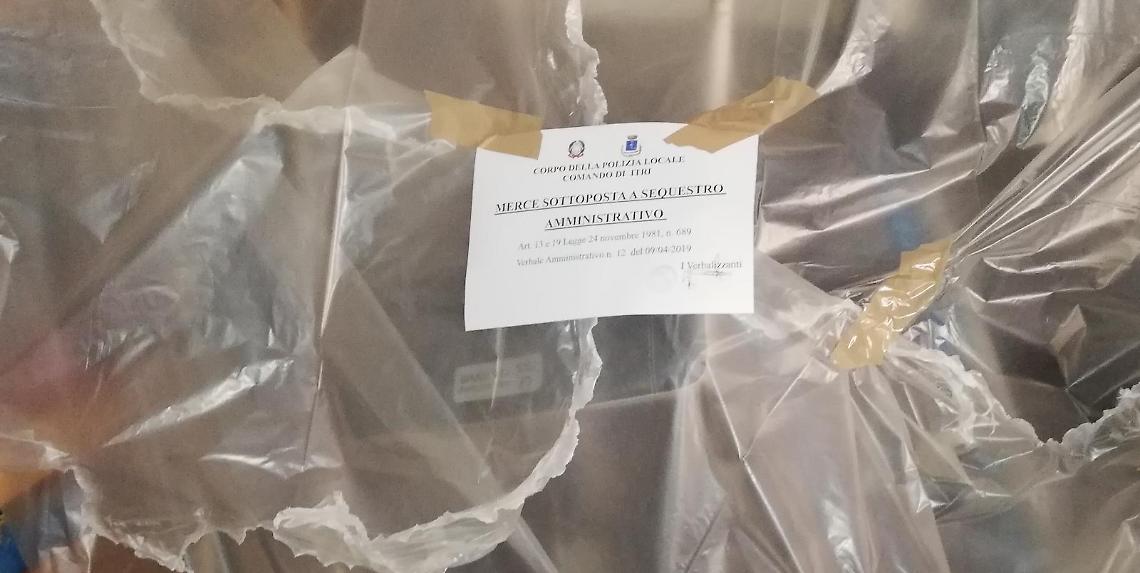 CORPO DELLA POLIZIA LOCALE
COMANDO DI ITRI
MERCE SOTTOPOSTA A SEQUESTRO
AMMINISTRATIVO
Art. 13 e 19 Legge 24 novembre 1981, n. 689
Verbale Amministrativo n. 12 del 09/04/2019
I Verbalizzanti